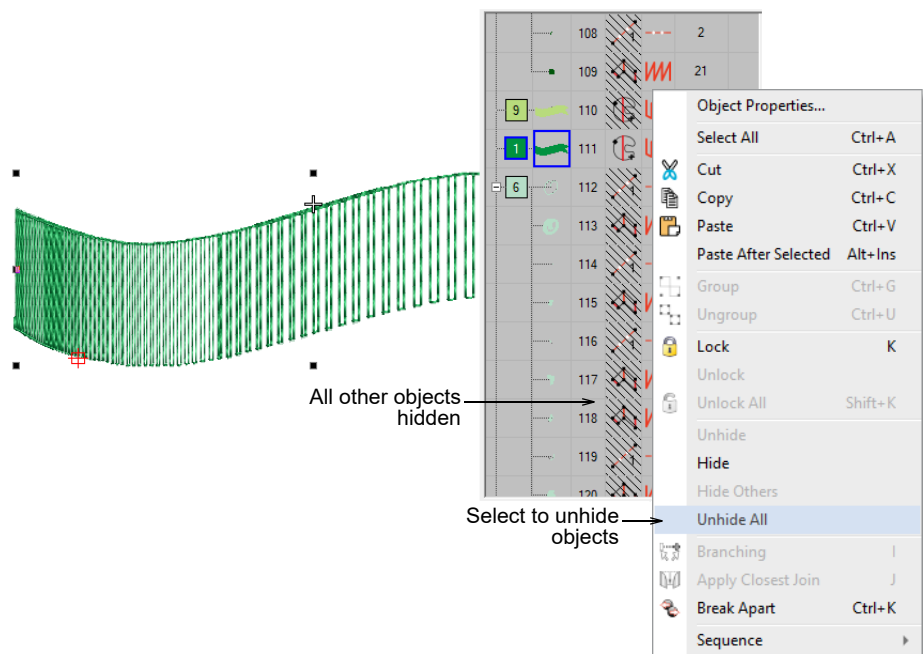 108 2
109 21
9 110
1 111
6 112
113
114
115
116
117
118
119
120
All other objects
hidden
Select to unhide
objects
Object Properties...
Select All Ctrl+A
Cut Ctrl+X
Copy Ctrl+C
Paste Ctrl+V
Paste After Selected Alt+Ins
Group Ctrl+G
Ungroup Ctrl+U
Lock K
Unlock
Unlock All Shift+K
Unhide
Hide
Hide Others
Unhide All
Branching I
Apply Closest Join J
Break Apart Ctrl+K
Sequence